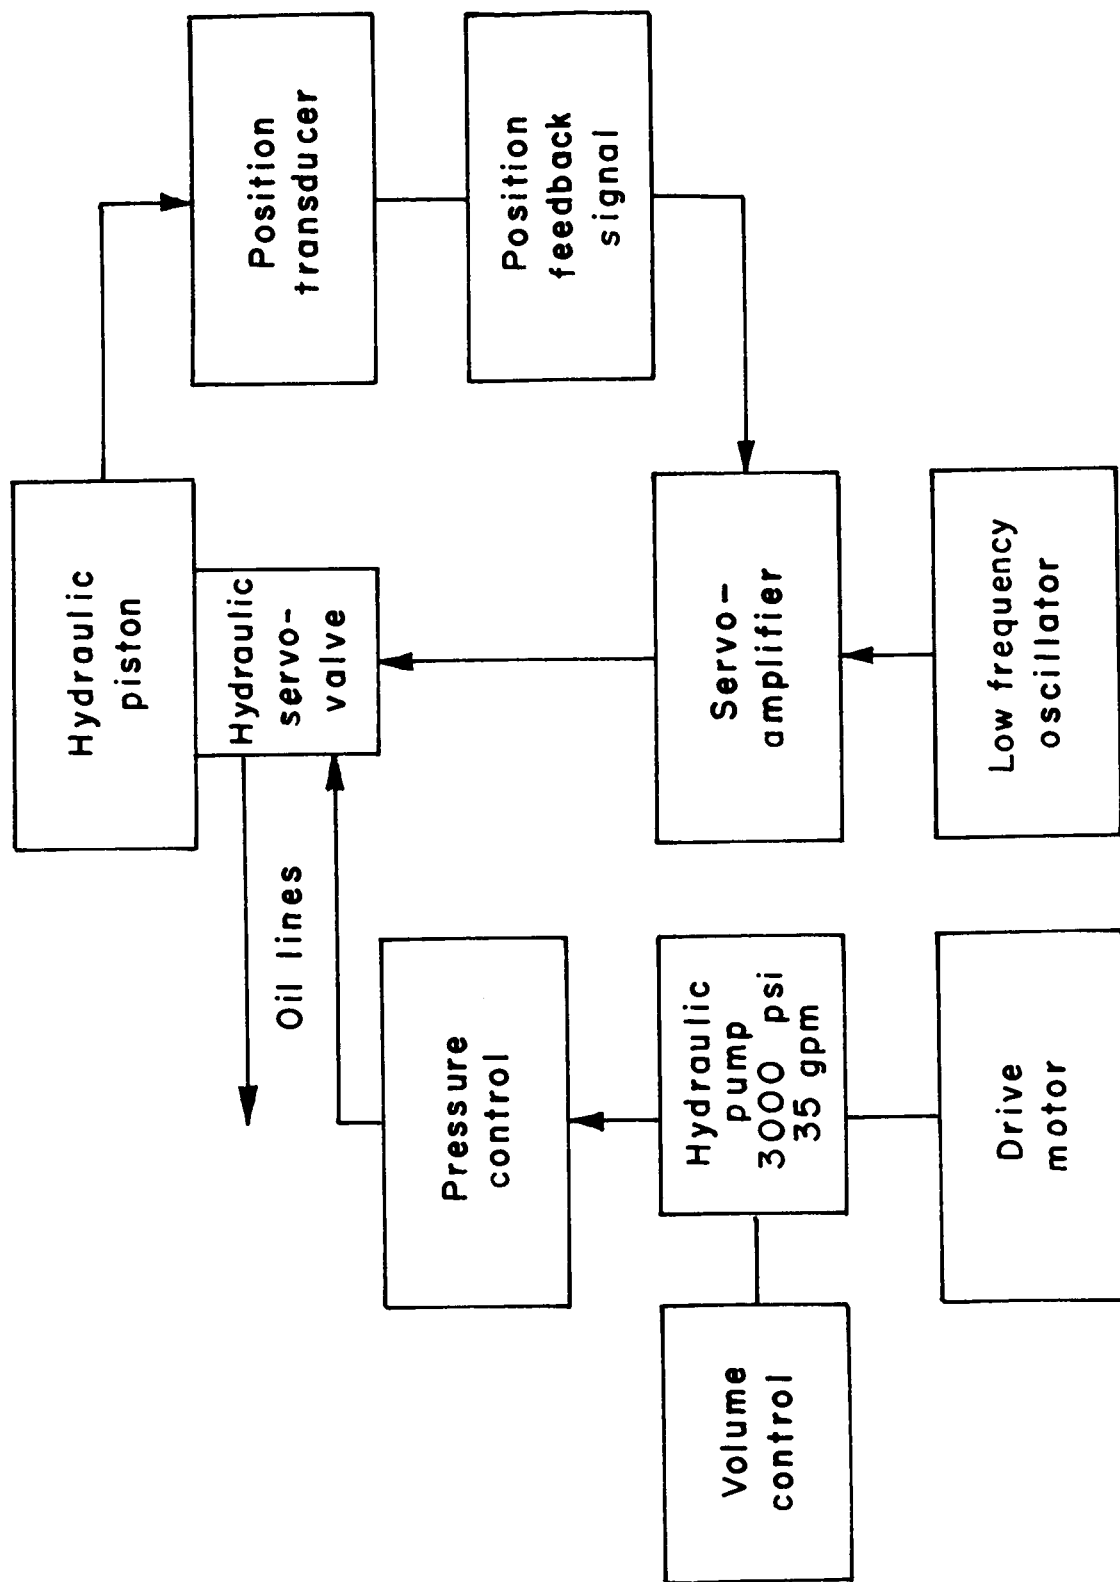 Hydraulic
piston
Hydraulic
servo-
valve
Oil lines
Position
transducer
Position
feedback
signal
Pressure
control
Servo-
amplifier
Volume
control
Hydraulic
pump
3000 psi
35 gpm
Drive
motor
Low frequency
oscillator